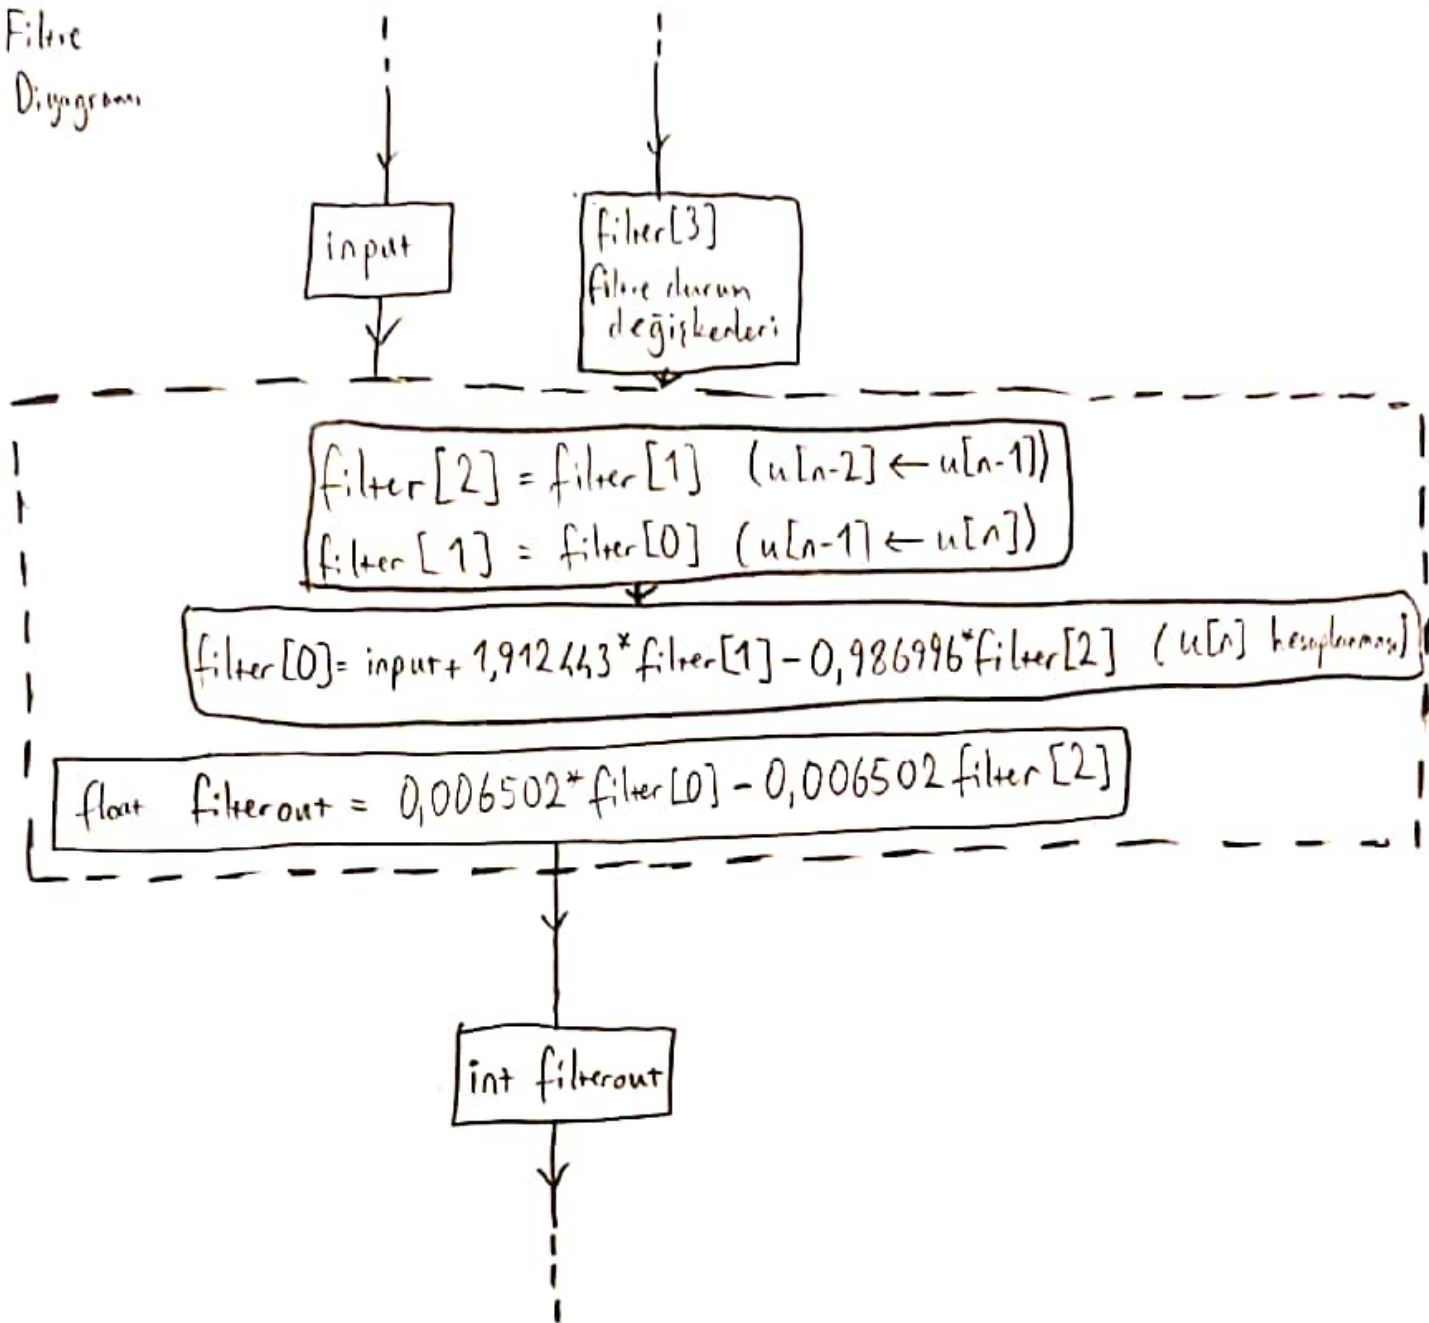 Filtre
Diyagramı
input
filter[3]
filtre durum
değişkenleri
filter[2] = filter[1] (u[n-2] ← u[n-1])
filter[1] = filter[0] (u[n-1] ← u[n])
filter[0] = input + 1,912443*filter[1] - 0,986996*filter[2] (u[n] hesaplanması)
float filterout = 0,006502*filter[0] - 0,006502 filter[2]
int filterout